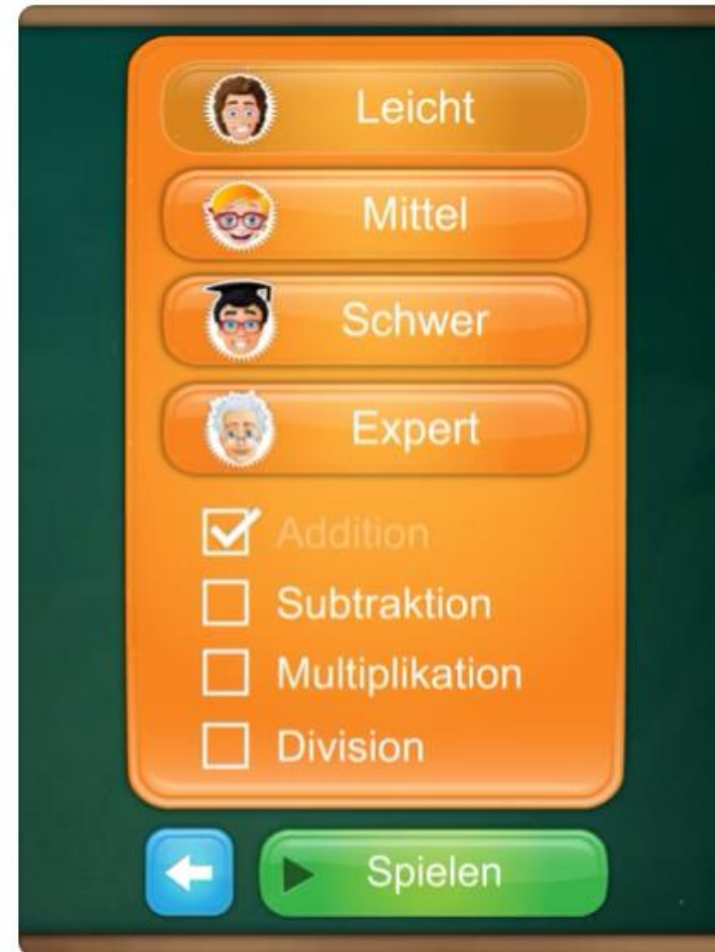 Leicht
Mittel
Schwer
Expert
Addition
Subtraktion
Multiplikation
Division
Spielen